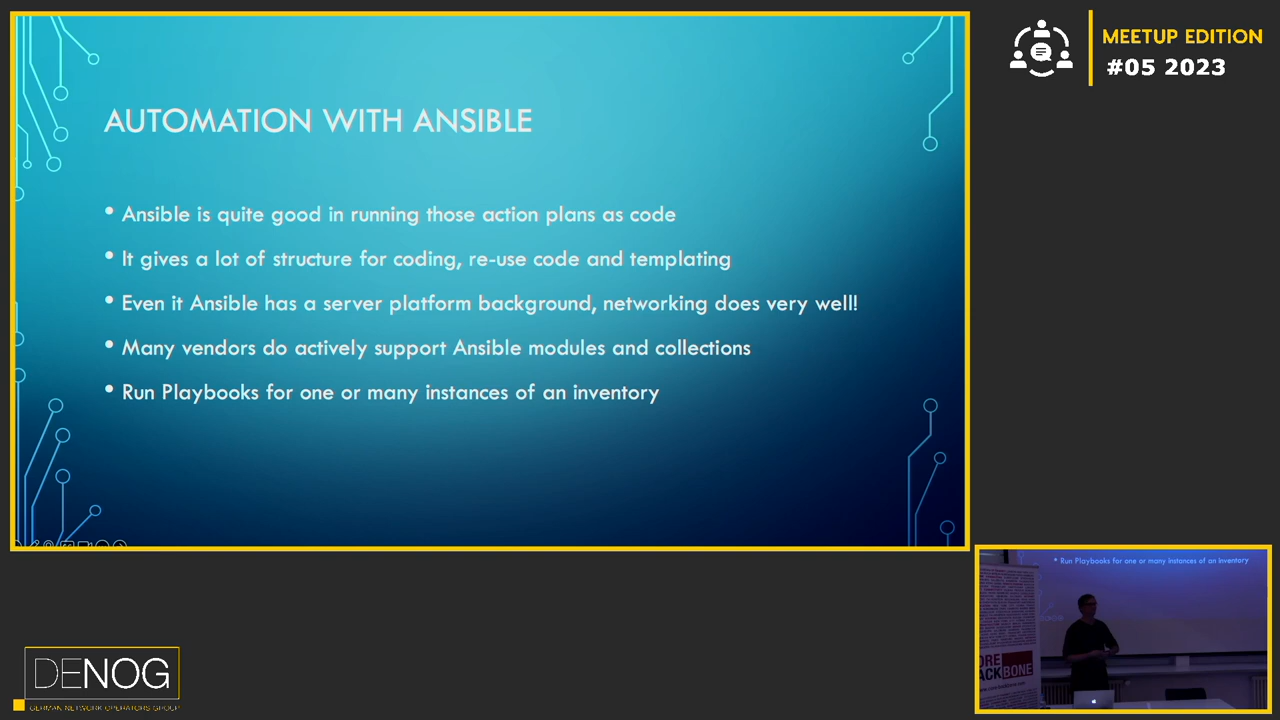 AUTOMATION WITH ANSIBLE
• Ansible is quite good in running those action plans as code
• It gives a lot of structure for coding, re-use code and templating
• Even it Ansible has a server platform background, networking does very well!
• Many vendors do actively support Ansible modules and collections
• Run Playbooks for one or many instances of an inventory
MEETUP EDITION
#05 2023
• Run Playbooks for one or many instances of an inventory
DENOG
GERMAN NETWORK OPERATORS GROUP